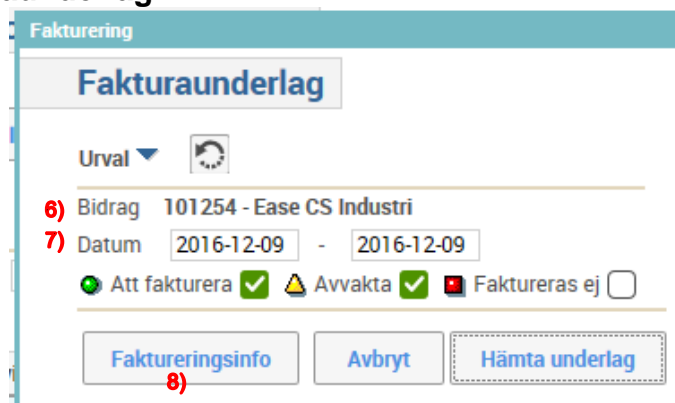 Fakturering
Fakturaunderlag
Urval
6) Bidrag 101254 - Ease CS Industri
7) Datum 2016-12-09 - 2016-12-09
Att fakturera Avvakta Faktureras ej
Faktureringsinfo Avbryt Hämta underlag
8)